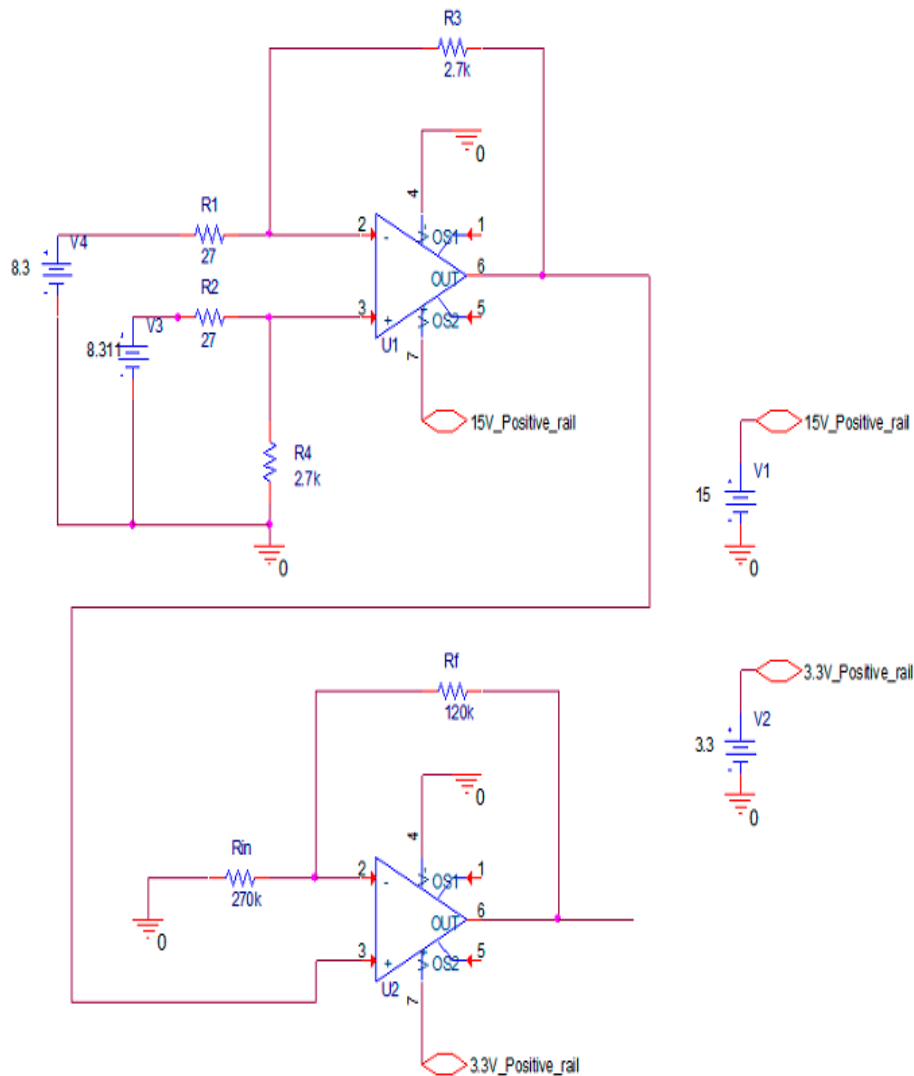 R3
2.7k
0
4
R1
2
-
OS1
1
V-
V4
27
6
8.3
OUT
R2
3
+
OS2
5
V3
V+
8.311
27
U1
7
15V_Positive_rail
15V_Positive_rail
R4
2.7k
V1
15
0
0
Rf
3.3V_Positive_rail
120k
V2
3.3
0
4
0
Rin
2
-
OS1
1
V-
270k
6
OUT
0
3
+
OS2
5
V+
U2
7
3.3V_Positive_rail